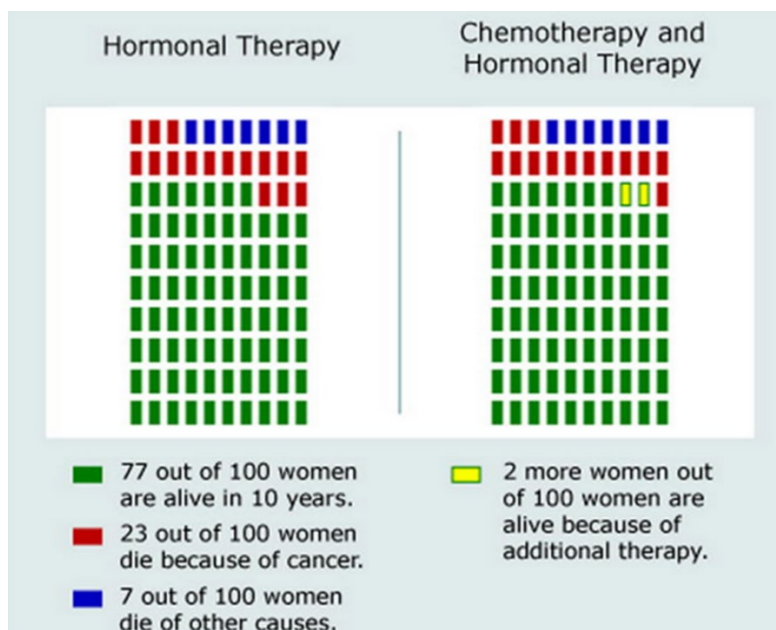 Hormonal Therapy
Chemotherapy and
Hormonal Therapy
77 out of 100 women
are alive in 10 years.
23 out of 100 women
die because of cancer.
7 out of 100 women
die of other causes.
2 more women out
of 100 women are
alive because of
additional therapy.